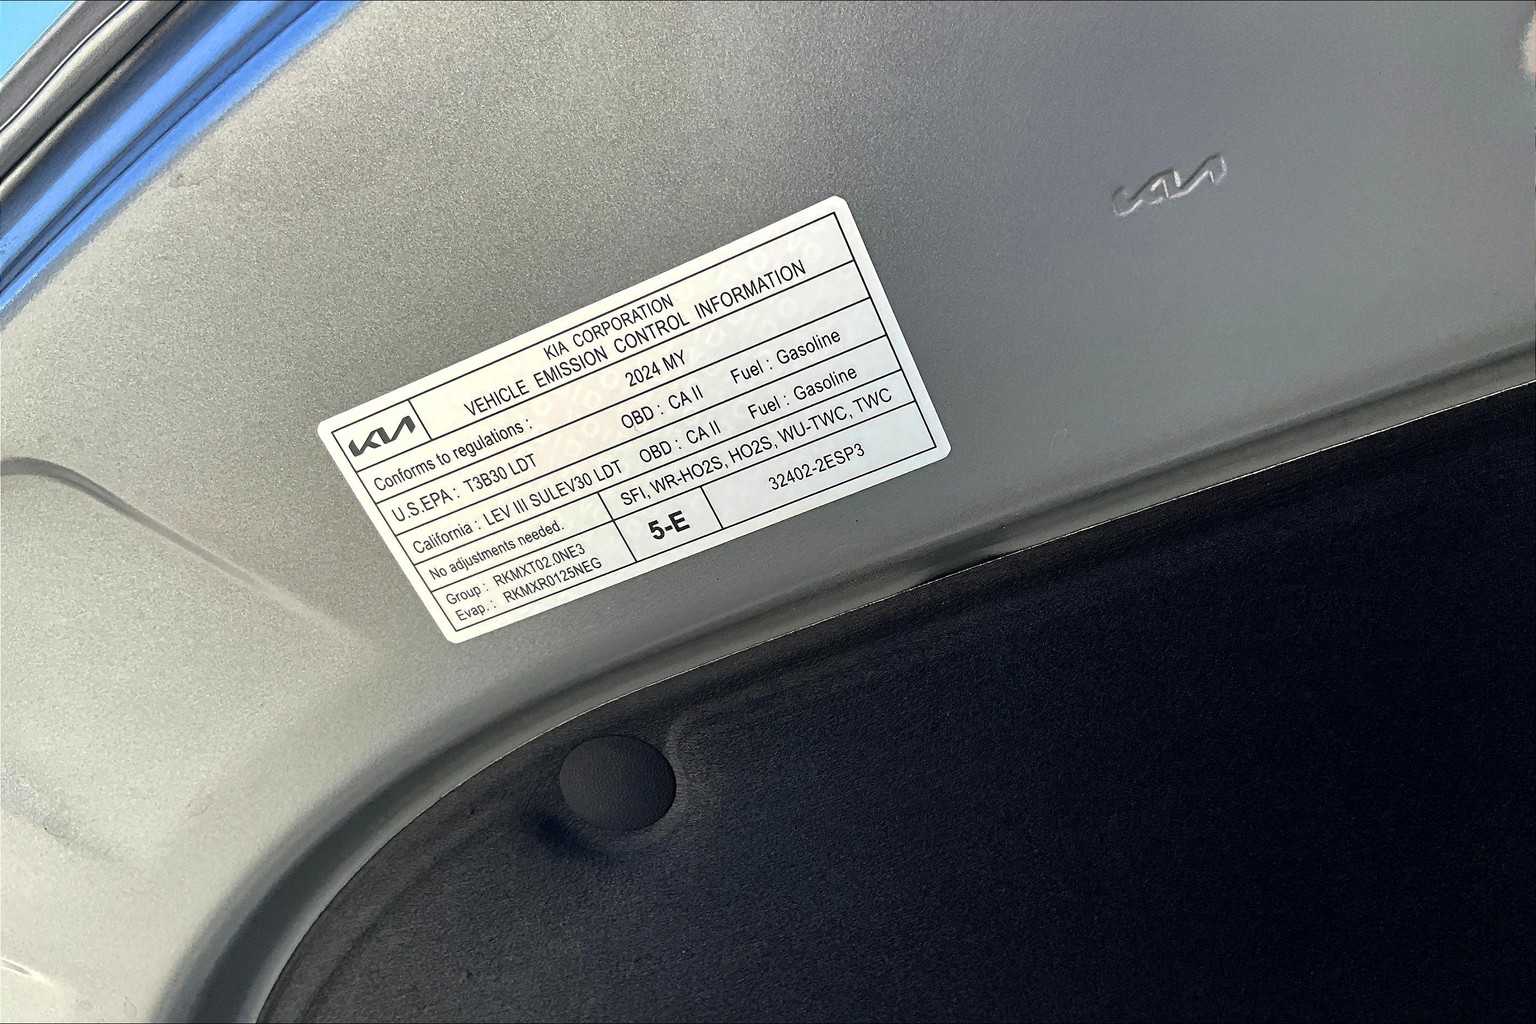 KIA
KIA CORPORATION
VEHICLE EMISSION CONTROL INFORMATION
Conforms to regulations : 2024 MY
U.S.EPA : T3B30 LDT OBD : CA II Fuel : Gasoline
California : LEV III SULEV30 LDT OBD : CA II Fuel : Gasoline
No adjustments needed. SFI, WR-HO2S, HO2S, WU-TWC, TWC
Group : RKMXT02.0NE3
Evap. : RKMXR0125NEG
5-E
32402-2ESP3
KIA